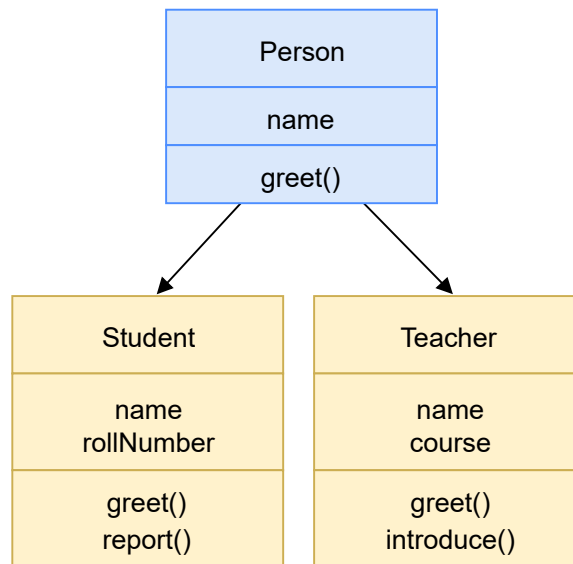 Person
name
greet()
Student
name
rollNumber
greet()
report()
Teacher
name
course
greet()
introduce()